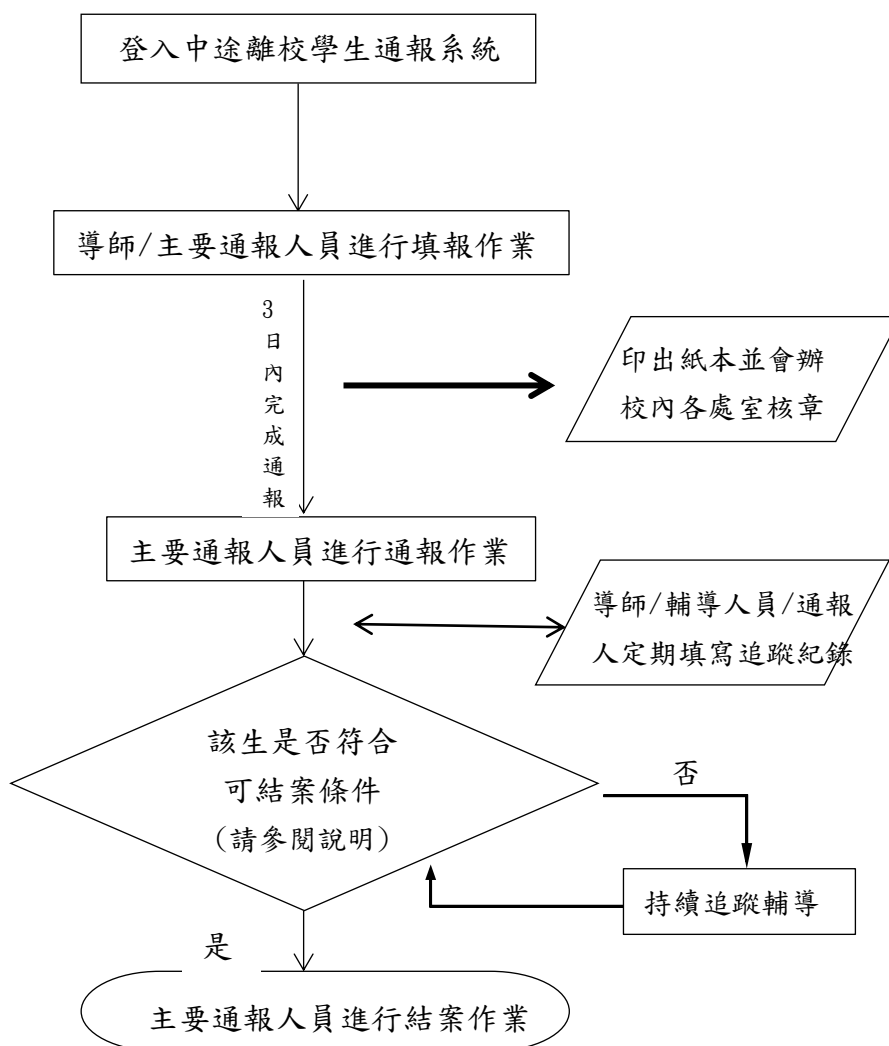 登入中途離校學生通報系統
導師/主要通報人員進行填報作業
3日內完成通報
印出紙本並會辦
校內各處室核章
主要通報人員進行通報作業
導師/輔導人員/通報
人定期填寫追蹤紀錄
該生是否符合
可結案條件
(請參閱說明)
否
持續追蹤輔導
是
主要通報人員進行結案作業